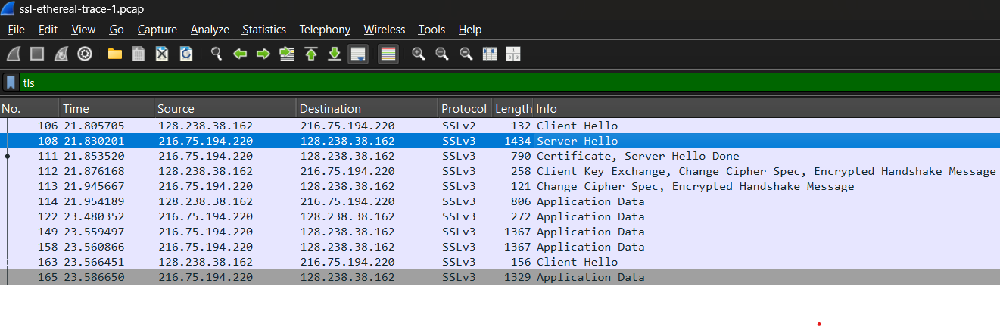 ssl-ethereal-trace-1.pcap
File Edit View Go Capture Analyze Statistics Telephony Wireless Tools Help
tls
No. Time Source Destination Protocol Length Info
106 21.805705 128.238.38.162 216.75.194.220 SSLv2 132 Client Hello
108 21.830201 216.75.194.220 128.238.38.162 SSLv3 1434 Server Hello
111 21.853520 216.75.194.220 128.238.38.162 SSLv3 790 Certificate, Server Hello Done
112 21.876168 128.238.38.162 216.75.194.220 SSLv3 258 Client Key Exchange, Change Cipher Spec, Encrypted Handshake Message
113 21.945667 216.75.194.220 128.238.38.162 SSLv3 121 Change Cipher Spec, Encrypted Handshake Message
114 21.954189 128.238.38.162 216.75.194.220 SSLv3 806 Application Data
122 23.480352 216.75.194.220 128.238.38.162 SSLv3 272 Application Data
149 23.559497 216.75.194.220 128.238.38.162 SSLv3 1367 Application Data
158 23.560866 216.75.194.220 128.238.38.162 SSLv3 1367 Application Data
163 23.566451 128.238.38.162 216.75.194.220 SSLv3 156 Client Hello
165 23.586650 216.75.194.220 128.238.38.162 SSLv3 1329 Application Data